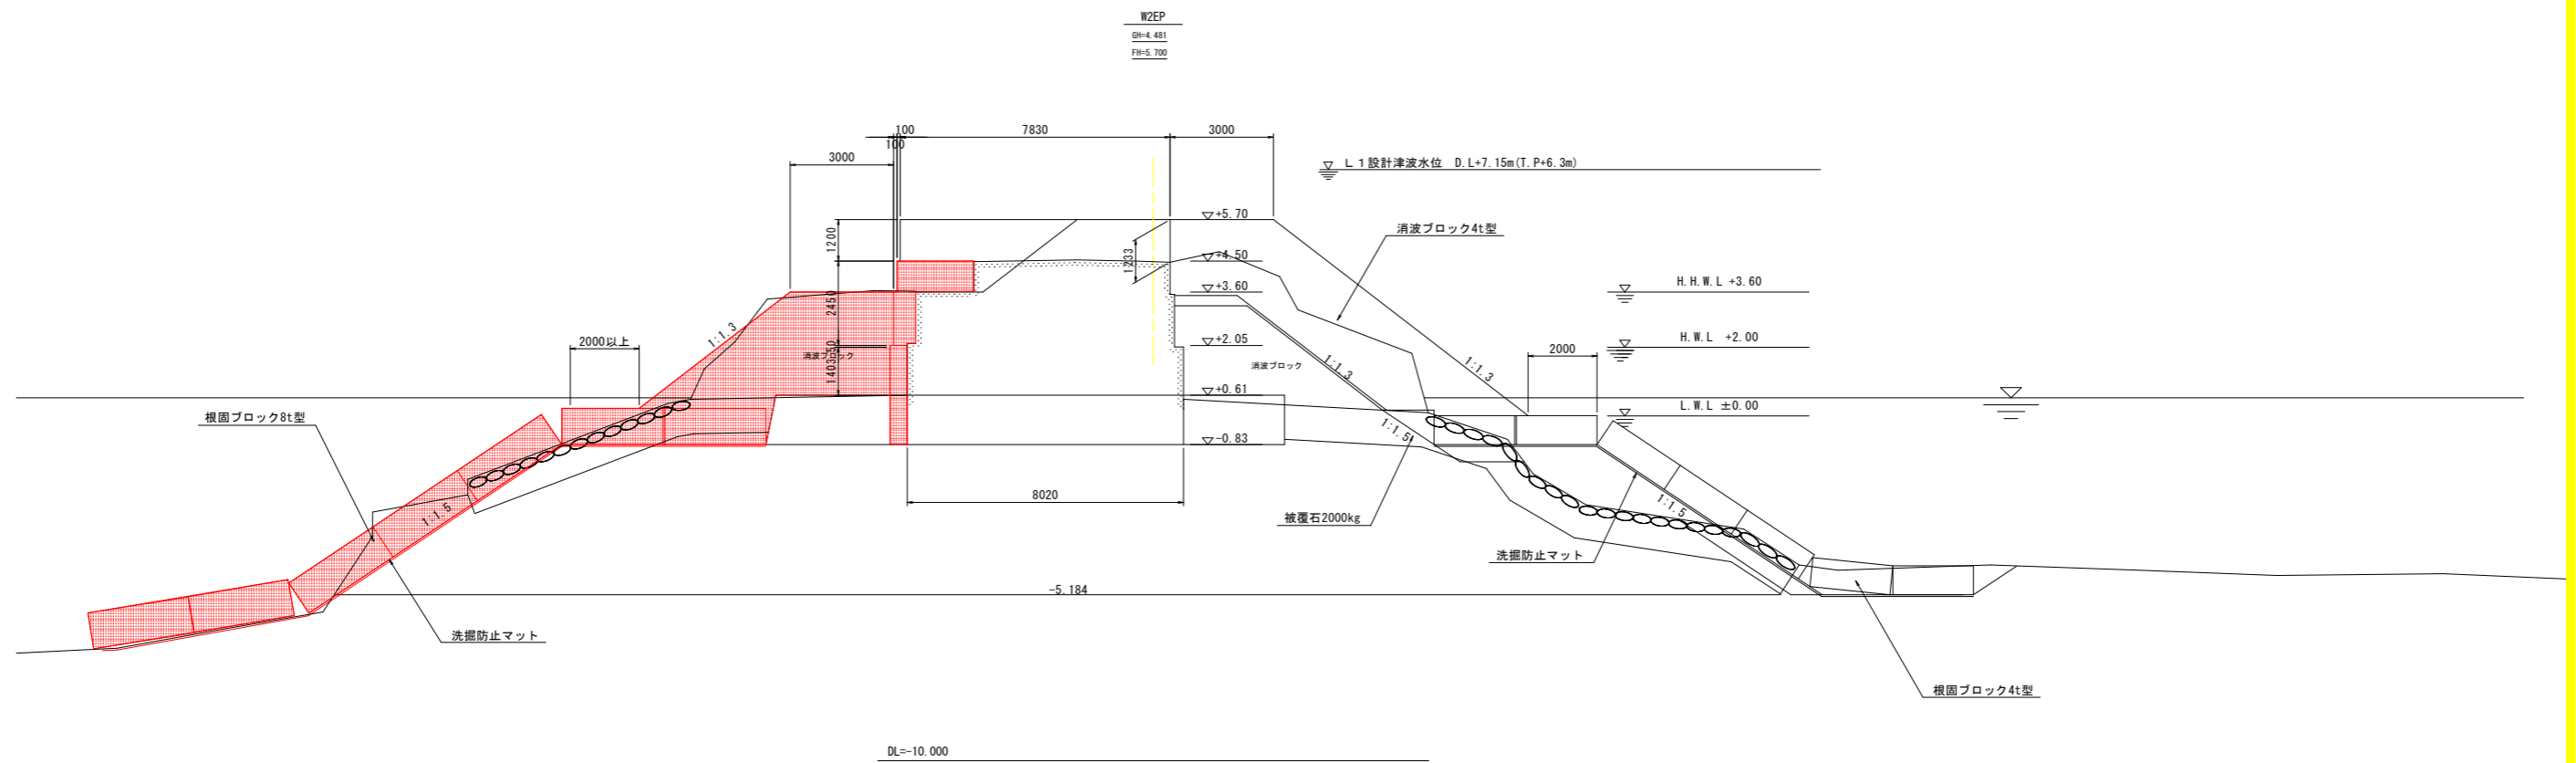 W2EP
GH=4.481
FH=5.700
100
7830
3000
100
3000
L1設計津波水位 D.L+7.15m(T.P+6.3m)
+5.70
消波ブロック4t型
1200
1233
+4.50
+3.60
H.H.W.L +3.60
2450
1:1.3
2000以上
消波ブロック
50
+2.05
H.W.L +2.00
2000
1403
消波ブロック
1:1.3
1:1.3
+0.61
L.W.L ±0.00
根固ブロック8t型
-0.83
1:1.5
8020
1:1.5
被覆石2000kg
1:1.5
洗掘防止マット
-5.184
洗掘防止マット
根固ブロック4t型
DL=-10.000